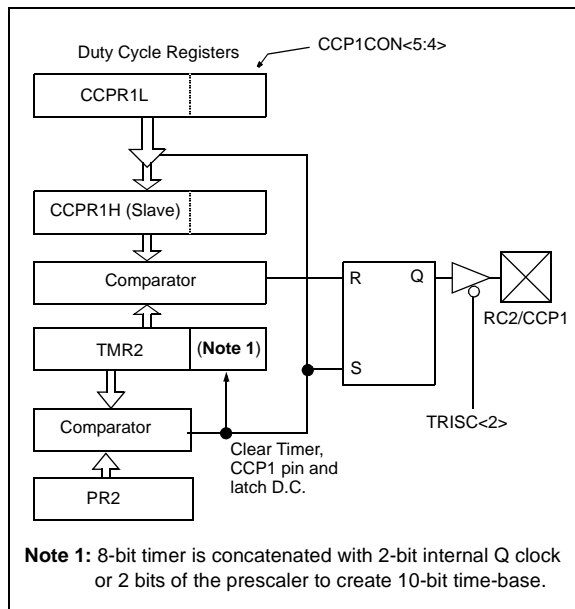 Duty Cycle Registers
CCP1CON<5:4>
CCPR1L
CCPR1H (Slave)
Comparator
R
Q
RC2/CCP1
TMR2
(Note 1)
S
TRISC<2>
Comparator
Clear Timer,
CCP1 pin and
latch D.C.
PR2
Note 1: 8-bit timer is concatenated with 2-bit internal Q clock
or 2 bits of the prescaler to create 10-bit time-base.